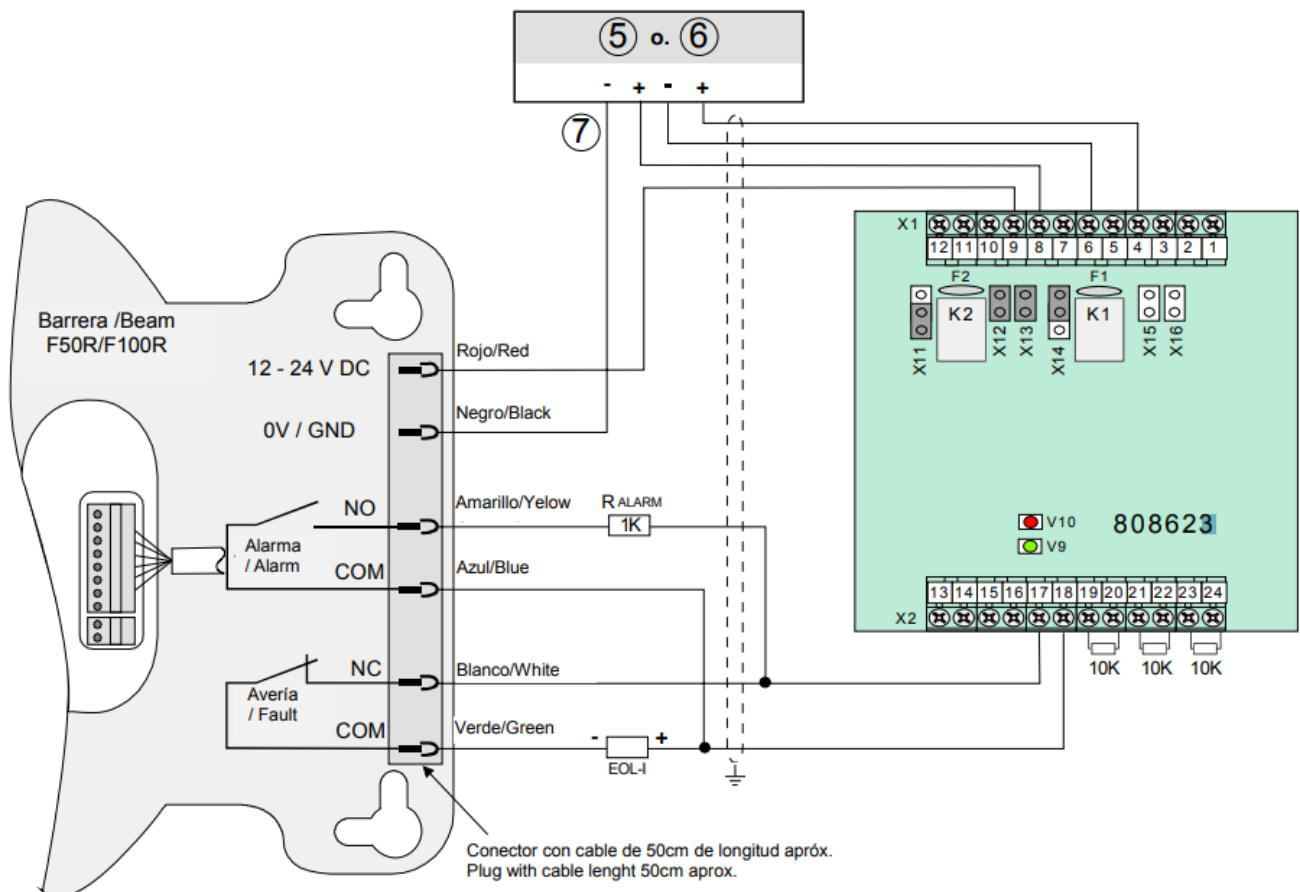 5 o. 6
- + - +
7
X1
12 11 10 9 8 7 6 5 4 3 2 1
F2 F1
K2 K1
X11 X12 X13 X14 X15 X16
Barrera /Beam
F50R/F100R
12 - 24 V DC
Rojo/Red
0V / GND
Negro/Black
NO
Amarillo/Yelow
R ALARM
1K
Alarma
/ Alarm
COM
Azul/Blue
V10
V9
808623
13 14 15 16 17 18 19 20 21 22 23 24
X2
10K 10K 10K
NC
Blanco/White
Avería
/ Fault
COM
Verde/Green
- +
EOL-I
Conector con cable de 50cm de longitud apróx.
Plug with cable lenght 50cm aprox.